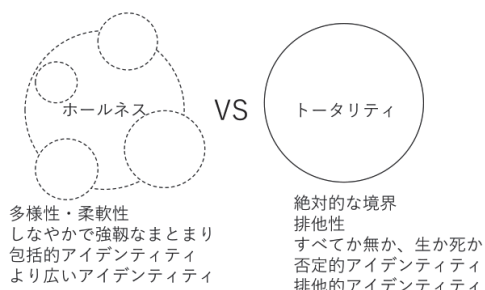 ホールネス
VS
トータリティ
多様性・柔軟性
しなやかで強靱なまとまり
包括的アイデンティティ
より広いアイデンティティ
絶対的な境界
排他性
すべてか無か、生か死か
否定的アイデンティティ
排他的アイデンティティ